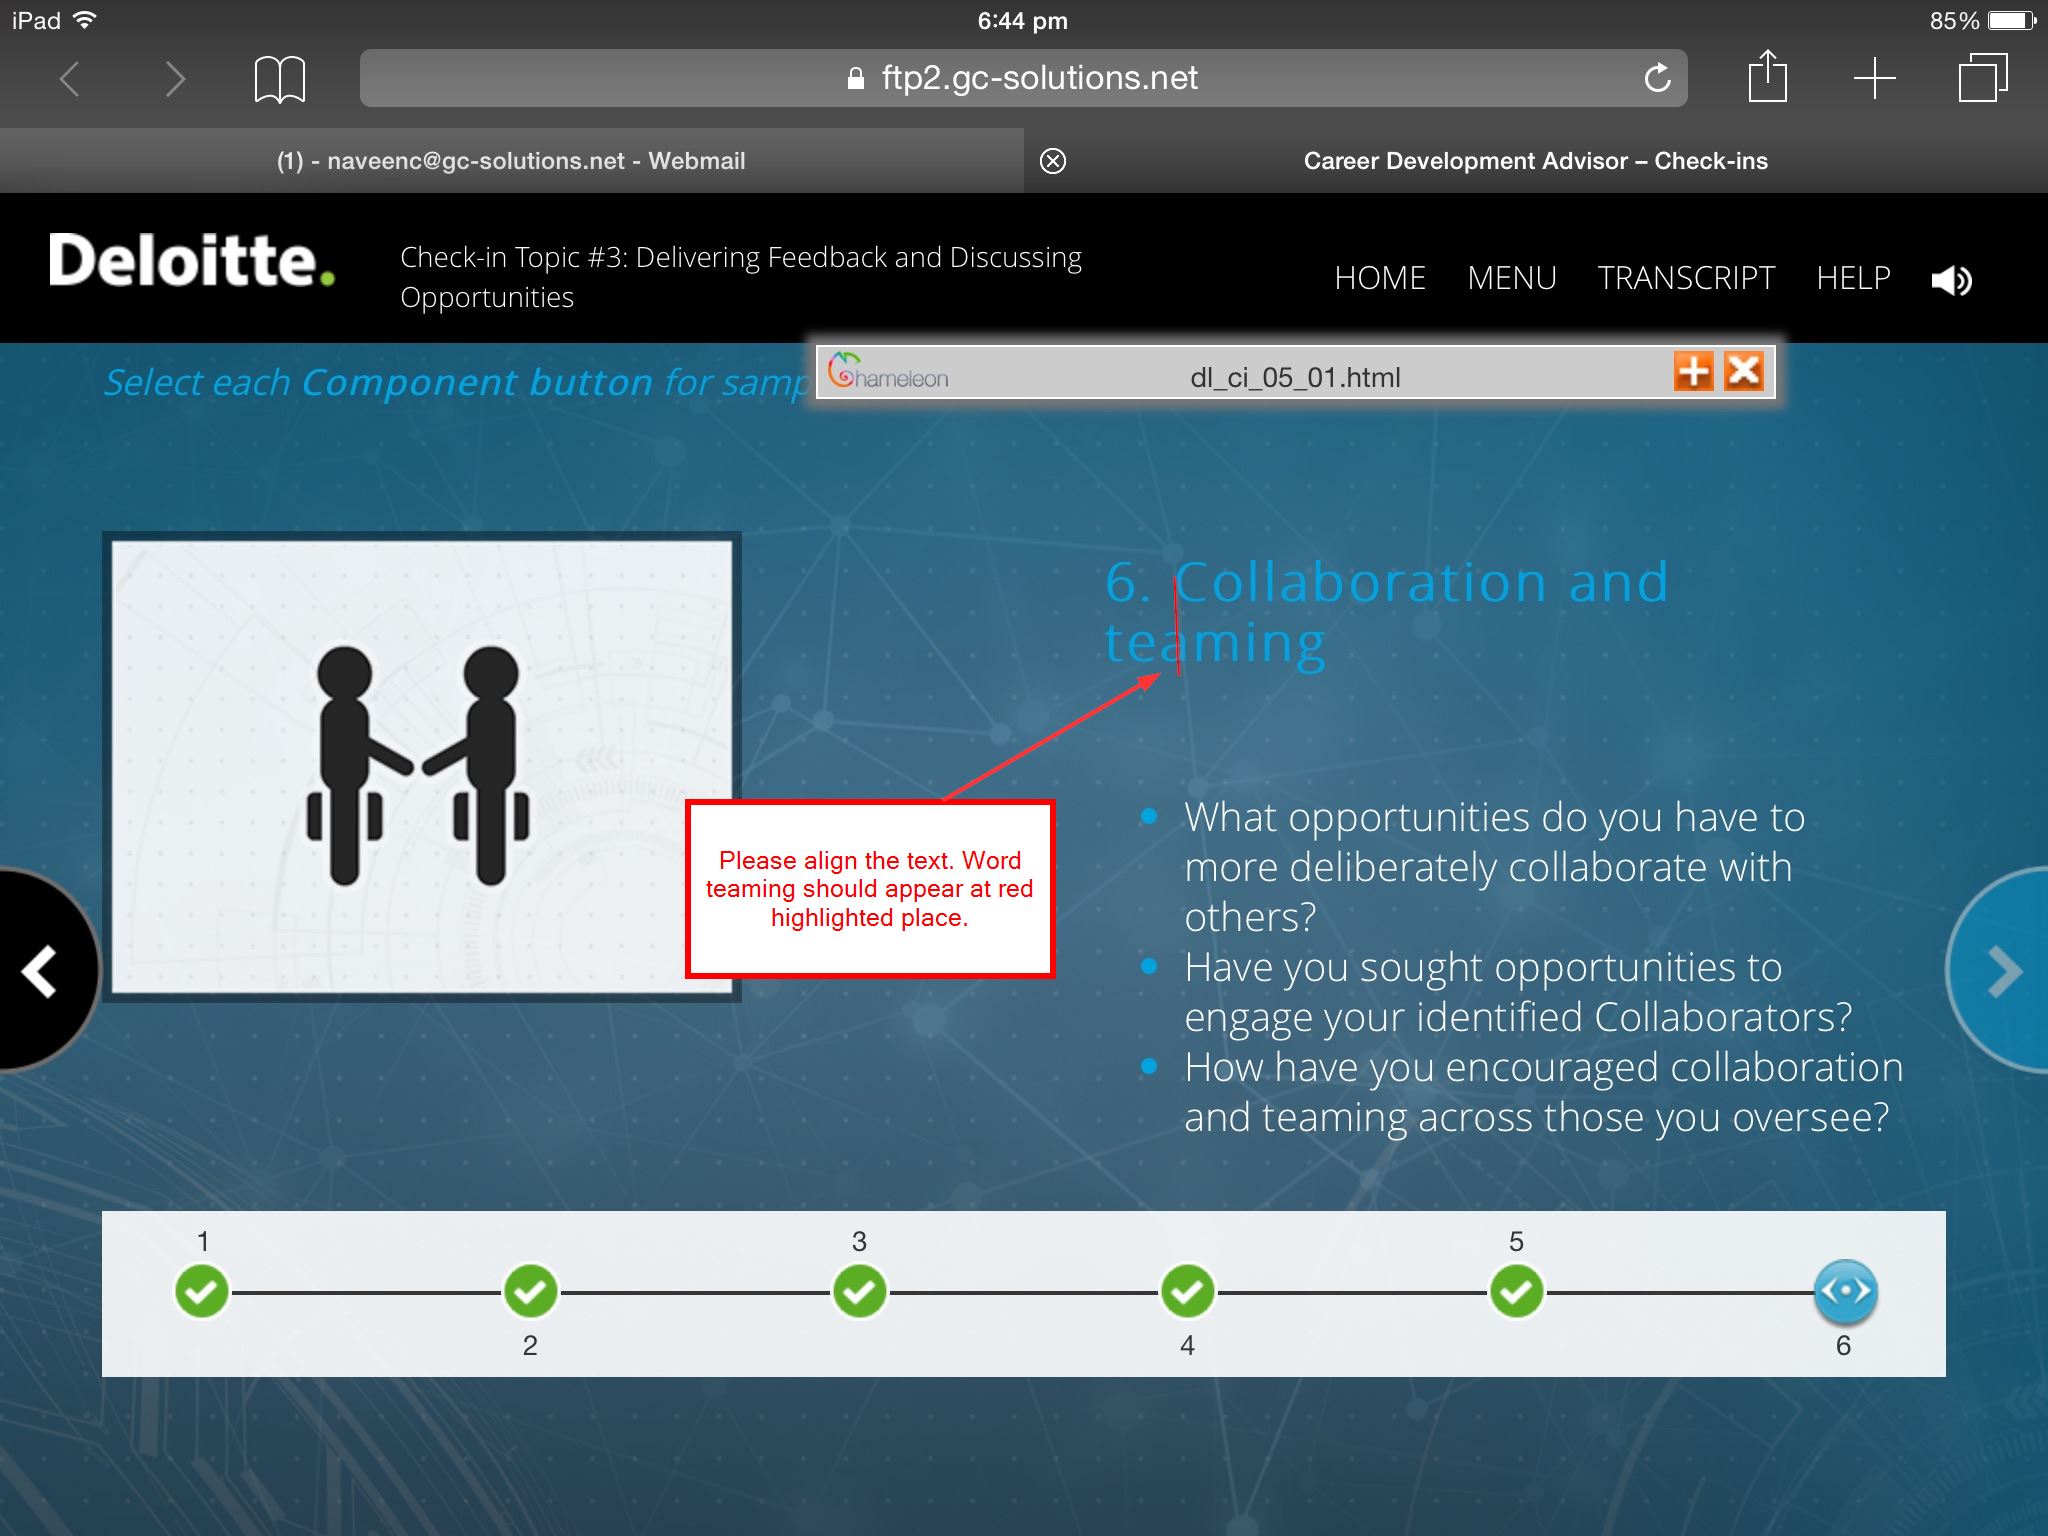 iPad
6:44 pm
85%
ftp2.gc-solutions.net
(1) - naveenc@gc-solutions.net - Webmail
Career Development Advisor – Check-ins
Deloitte.
Check-in Topic #3: Delivering Feedback and Discussing
Opportunities
HOME MENU TRANSCRIPT HELP
Select each Component button for samp
Chameleon
dl_ci_05_01.html
6. Collaboration and
teaming
Please align the text. Word
teaming should appear at red
highlighted place.
What opportunities do you have to
more deliberately collaborate with
others?
Have you sought opportunities to
engage your identified Collaborators?
How have you encouraged collaboration
and teaming across those you oversee?
1
2
3
4
5
6